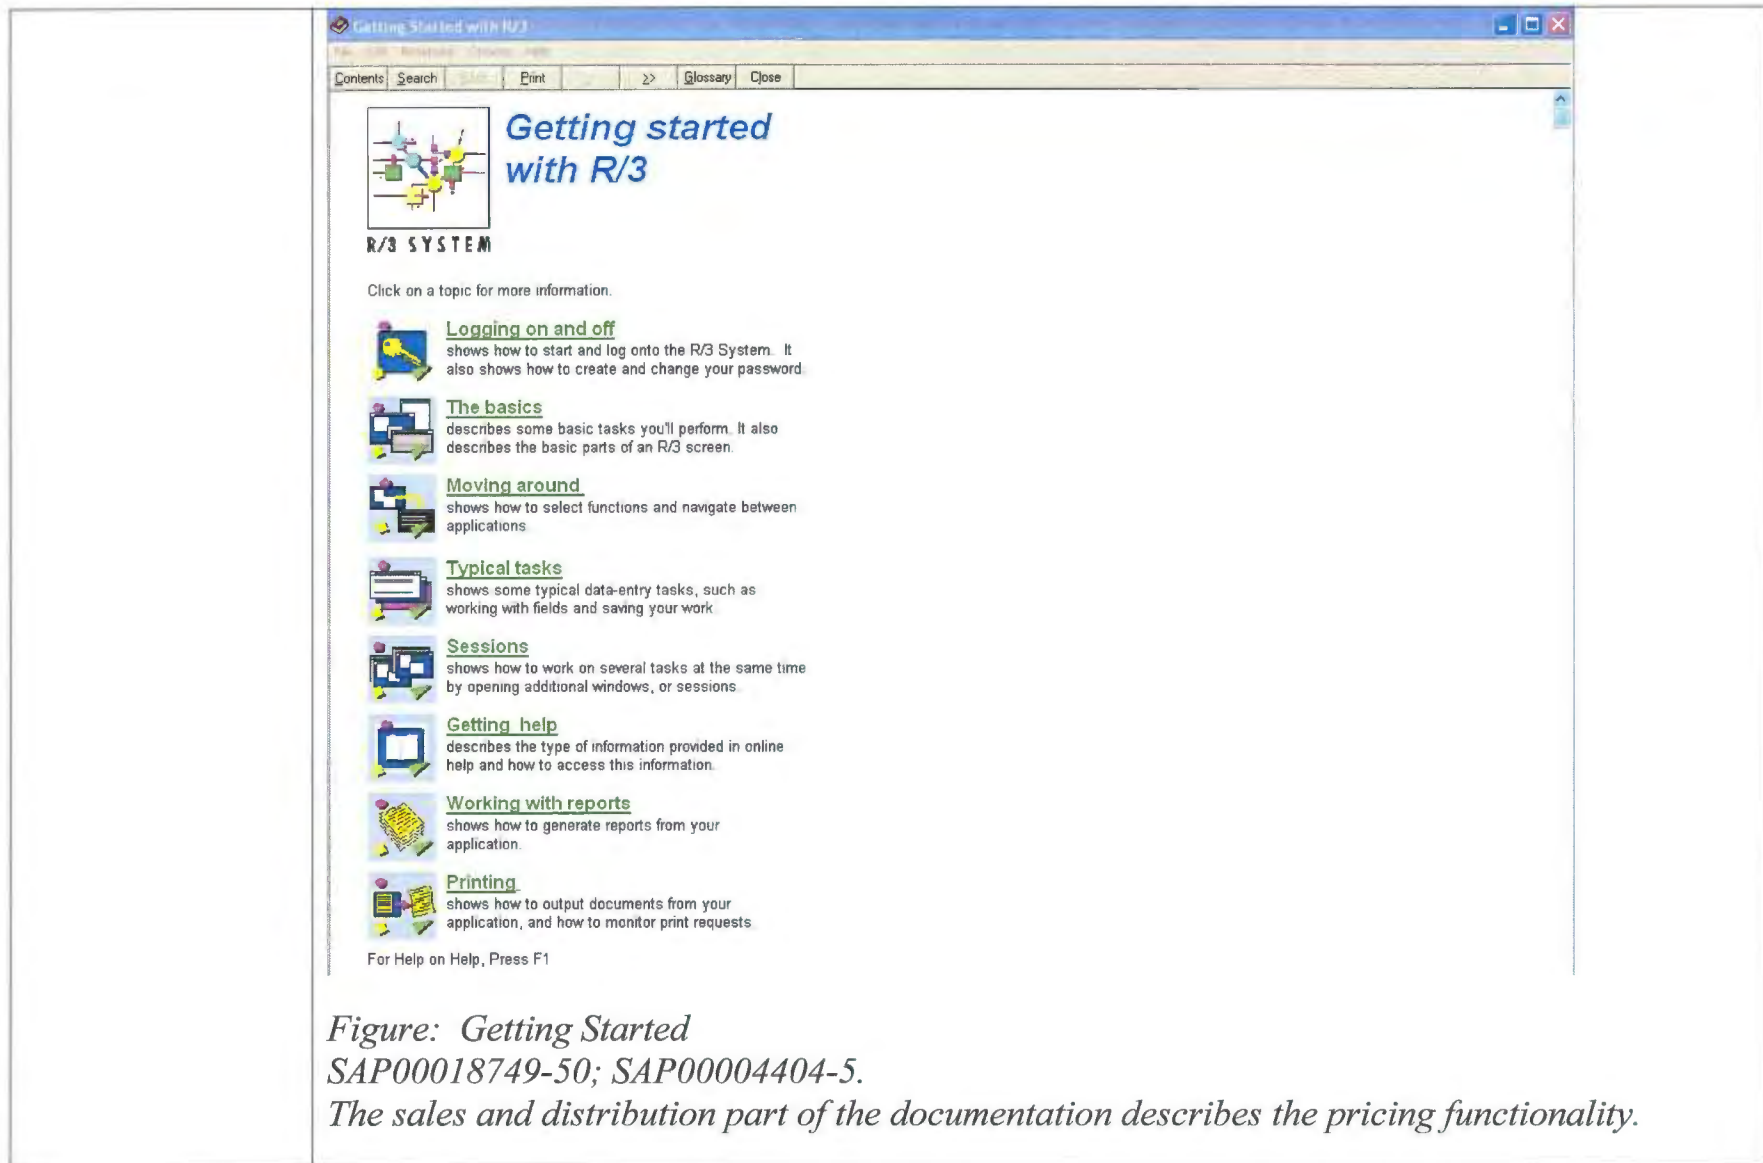 Getting Started with R/3
Contents Search Print >> Glossary Close
Getting started
with R/3
R/3 SYSTEM
Click on a topic for more information.
Logging on and off
shows how to start and log onto the R/3 System. It
also shows how to create and change your password.
The basics
describes some basic tasks you'll perform. It also
describes the basic parts of an R/3 screen.
Moving around
shows how to select functions and navigate between
applications.
Typical tasks
shows some typical data-entry tasks, such as
working with fields and saving your work.
Sessions
shows how to work on several tasks at the same time
by opening additional windows, or sessions.
Getting help
describes the type of information provided in online
help and how to access this information.
Working with reports
shows how to generate reports from your
application.
Printing
shows how to output documents from your
application, and how to monitor print requests.
For Help on Help, Press F1
Figure: Getting Started
SAP00018749-50; SAP00004404-5.
The sales and distribution part of the documentation describes the pricing functionality.